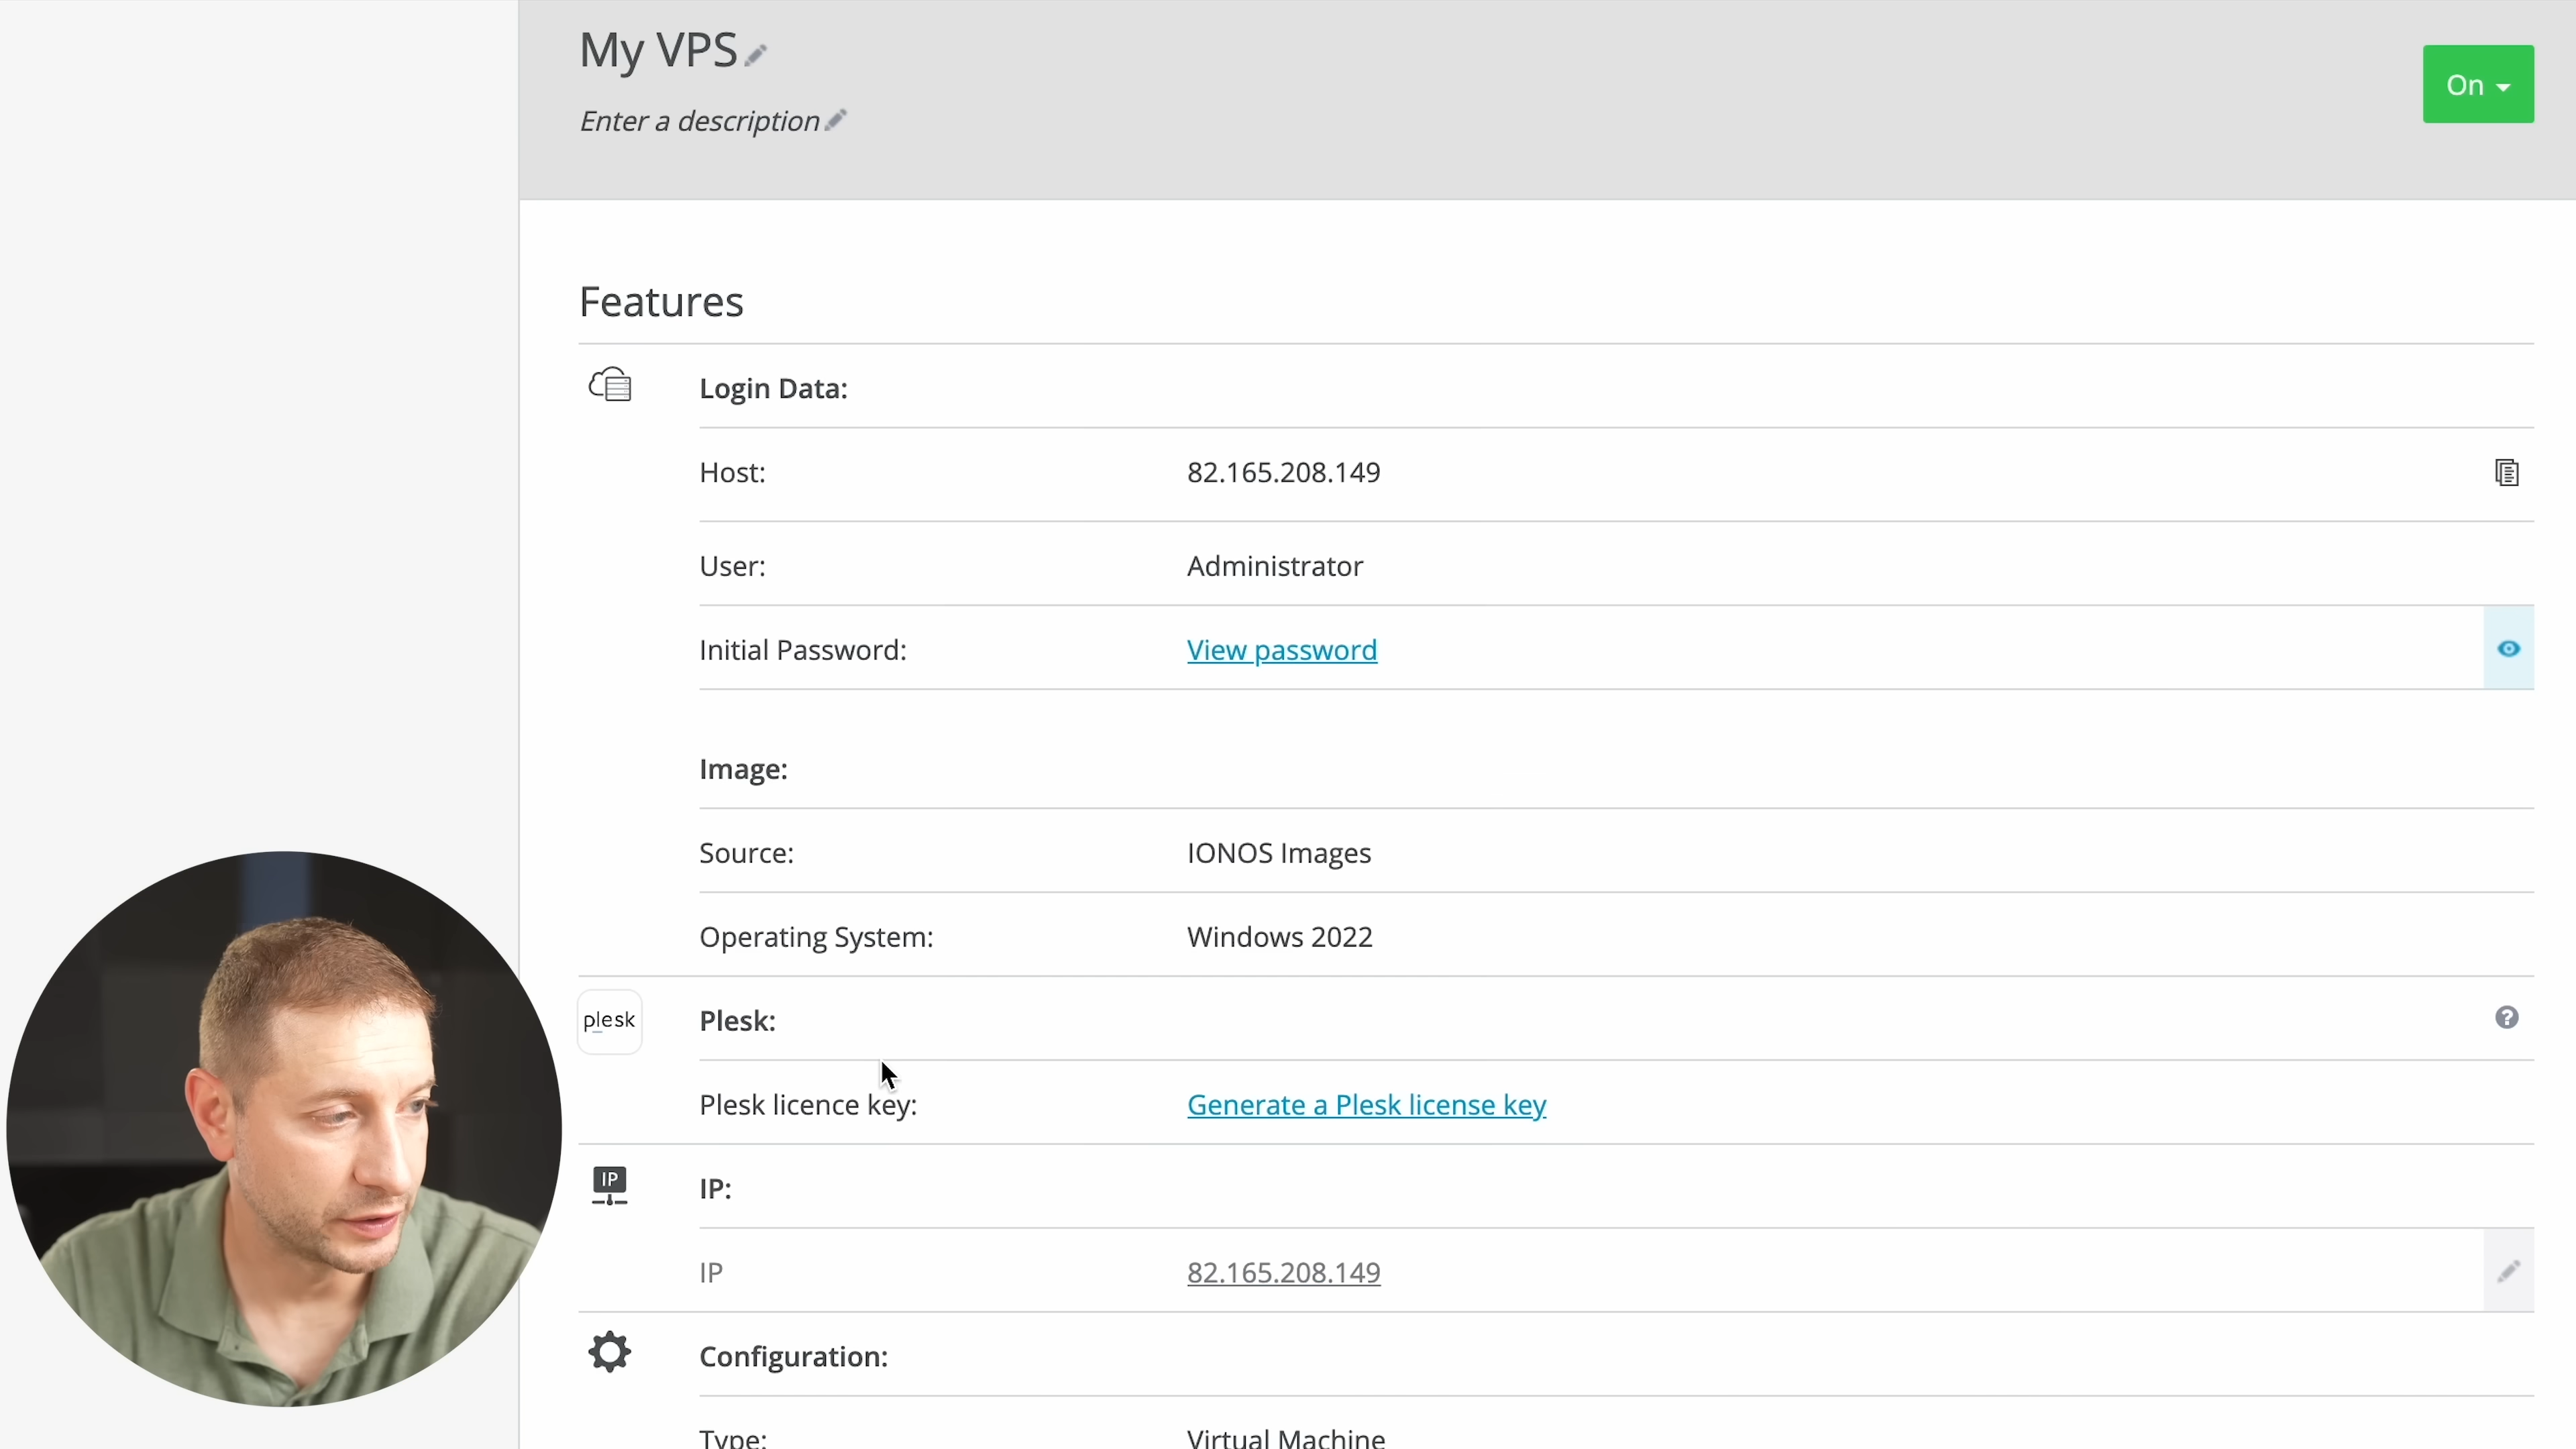 My VPS
On
Enter a description
Features
Login Data:
Host: 82.165.208.149
User: Administrator
Initial Password: View password
Image:
Source: IONOS Images
Operating System: Windows 2022
plesk Plesk: ?
Plesk licence key: Generate a Plesk license key
IP IP:
IP 82.165.208.149
Configuration:
Type: Virtual Machine